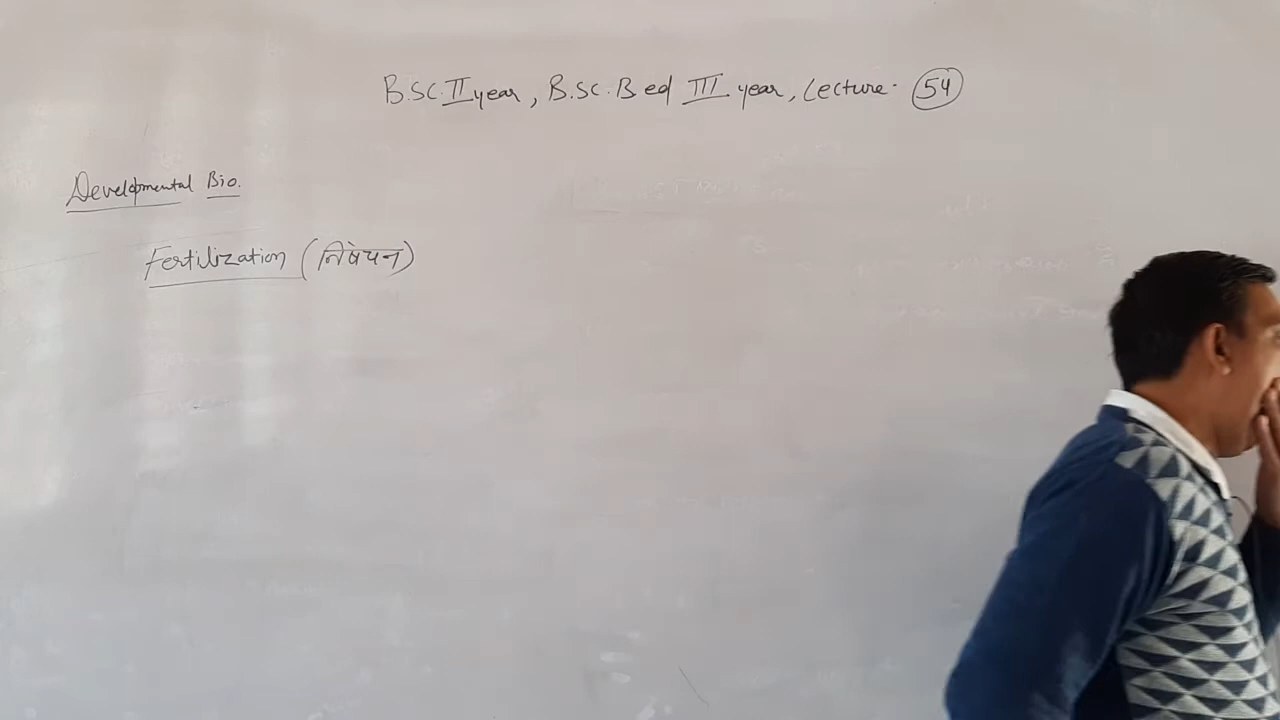 B.SC. II year, B.SC. B ed III year, Lecture- 54
Developmental Bio.
Fertilization (निषेचन)